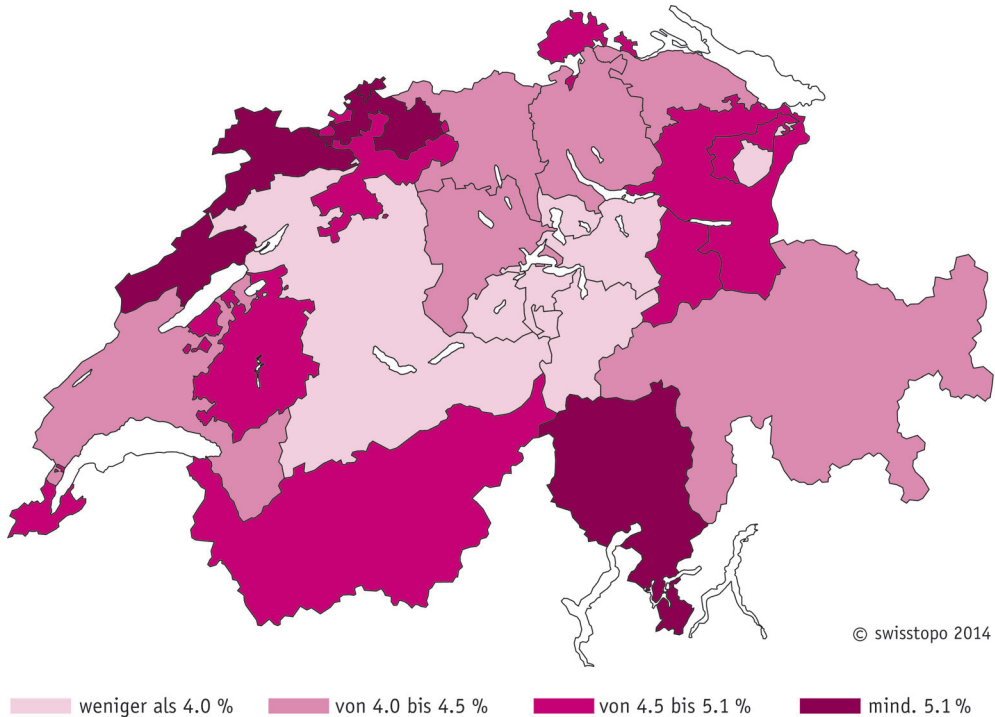 © swisstopo 2014
weniger als 4.0 % von 4.0 bis 4.5 % von 4.5 bis 5.1 % mind. 5.1 %